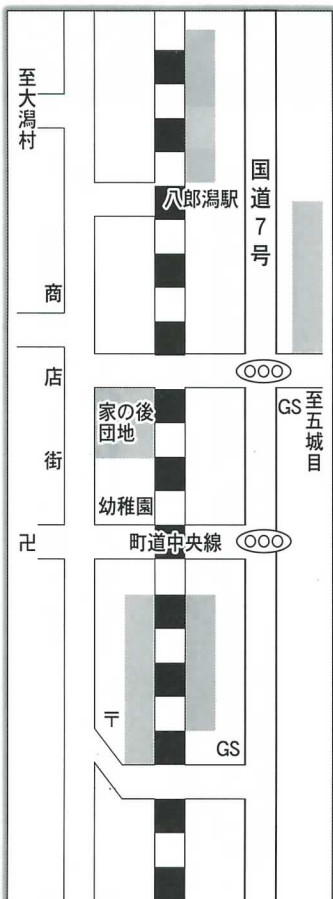 至大潟村
八郎潟駅
国道7号
商店街
GS
至五城目
家の後
団地
幼稚園
町道中央線
卍
〒
GS